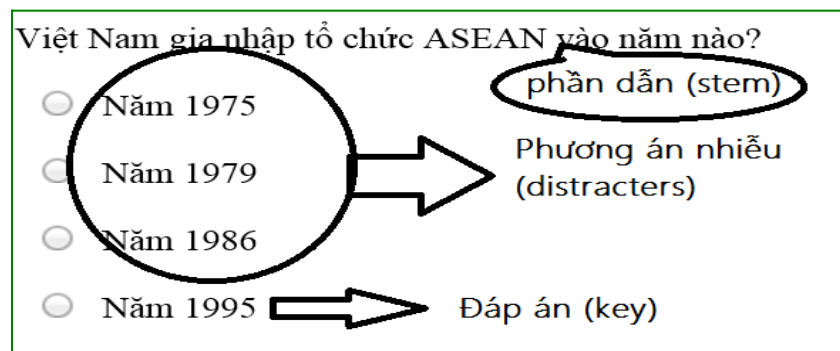 Việt Nam gia nhập tổ chức ASEAN vào năm nào?
phần dẫn (stem)
Năm 1975
Phương án nhiễu
(distracters)
Năm 1979
Năm 1986
Năm 1995
Đáp án (key)